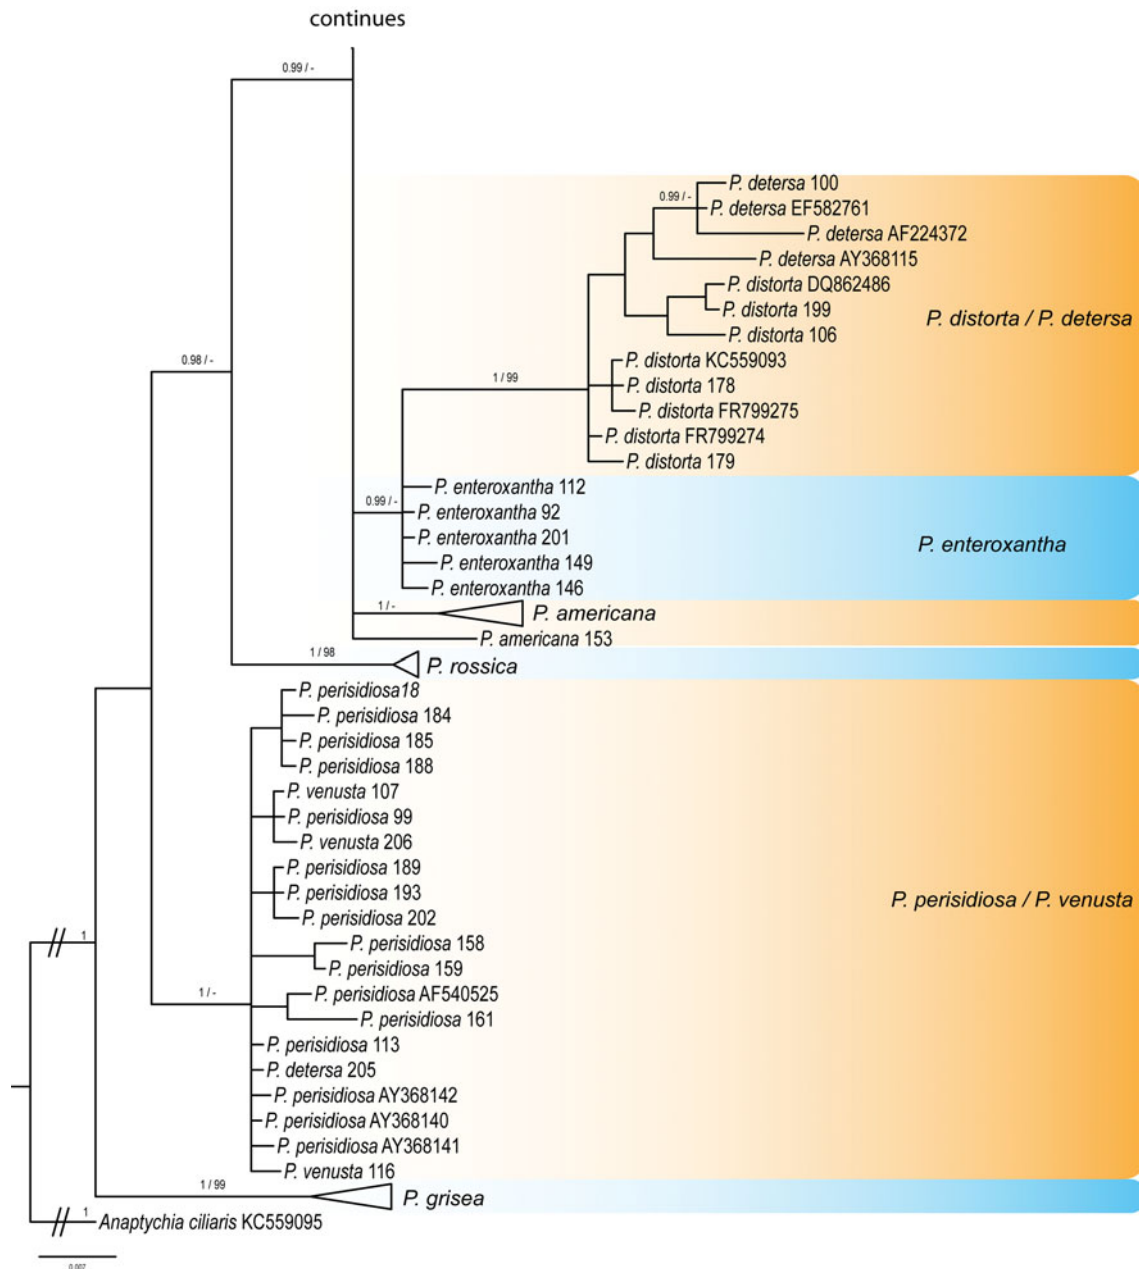 continues
0.99 / -
P. detersa 100
0.99 / -
P. detersa EF582761
P. detersa AF224372
P. detersa AY368115
P. distorta DQ862486
P. distorta 199
P. distorta / P. detersa
P. distorta 106
0.98 / -
P. distorta KC559093
1 / 99
P. distorta 178
P. distorta FR799275
P. distorta FR799274
P. distorta 179
P. enteroxantha 112
0.99 / -
P. enteroxantha 92
P. enteroxantha 201
P. enteroxantha
P. enteroxantha 149
P. enteroxantha 146
1 / -
P. americana
P. americana 153
1 / 98
P. rossica
P. perisidiosa18
P. perisidiosa 184
P. perisidiosa 185
P. perisidiosa 188
P. venusta 107
P. perisidiosa 99
P. venusta 206
P. perisidiosa 189
P. perisidiosa 193
P. perisidiosa / P. venusta
P. perisidiosa 202
1
P. perisidiosa 158
P. perisidiosa 159
1 / -
P. perisidiosa AF540525
P. perisidiosa 161
P. perisidiosa 113
P. detersa 205
P. perisidiosa AY368142
P. perisidiosa AY368140
P. perisidiosa AY368141
P. venusta 116
1 / 99
P. grisea
1
Anaptychia ciliaris KC559095
0.007